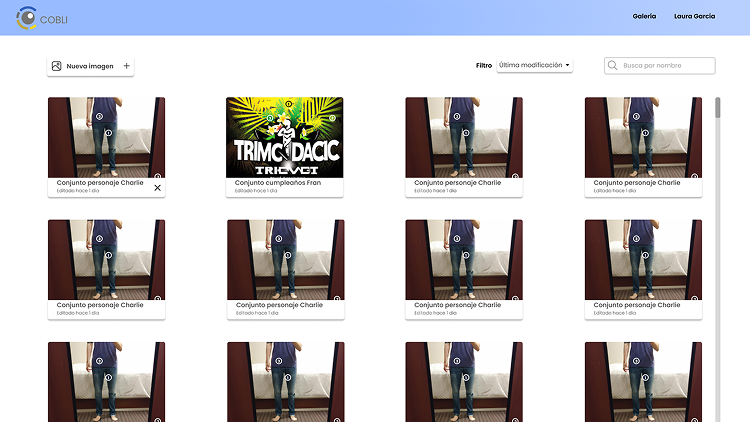 COBLI
Galería
Laura García
Nueva imagen +
Filtro
Última modificación
Busca por nombre
TRIMC DACIC
Conjunto personaje Charlie
Editado hace 1 día
Conjunto cumpleaños Fran
Editado hace 1 día
Conjunto personaje Charlie
Editado hace 1 día
Conjunto personaje Charlie
Editado hace 1 día
Conjunto personaje Charlie
Editado hace 1 día
Conjunto personaje Charlie
Editado hace 1 día
Conjunto personaje Charlie
Editado hace 1 día
Conjunto personaje Charlie
Editado hace 1 día